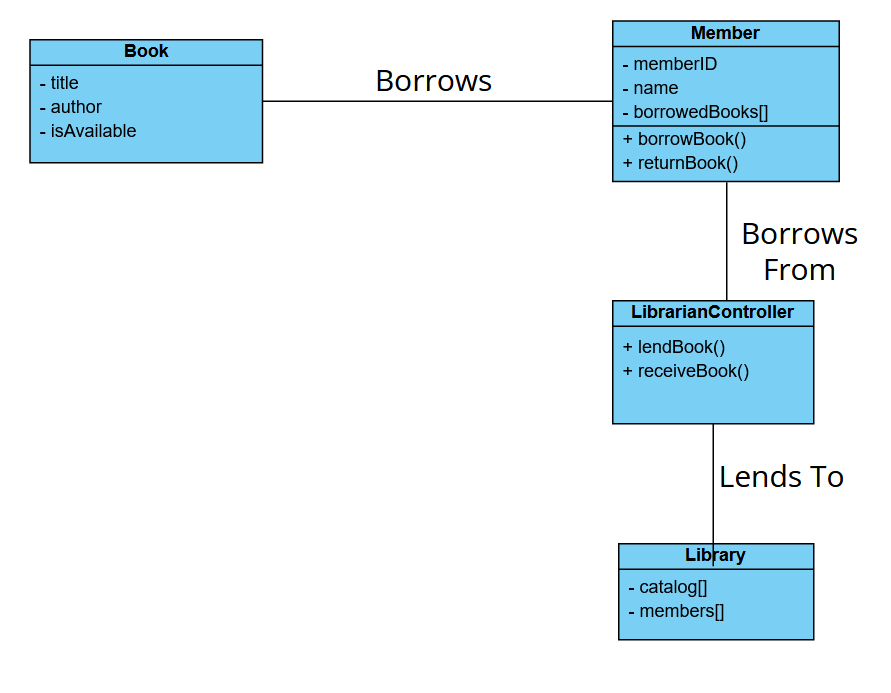 Book
- title
- author
- isAvailable
Borrows
Member
- memberID
- name
- borrowedBooks[]
+ borrowBook()
+ returnBook()
Borrows
From
LibrarianController
+ lendBook()
+ receiveBook()
Lends To
Library
- catalog[]
- members[]